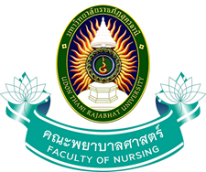 มหาวิทยาลัยราชภัฏอุดรธานี
UDON THANI RAJABHAT UNIVERSITY
คณะพยาบาลศาสตร์
FACULTY OF NURSING